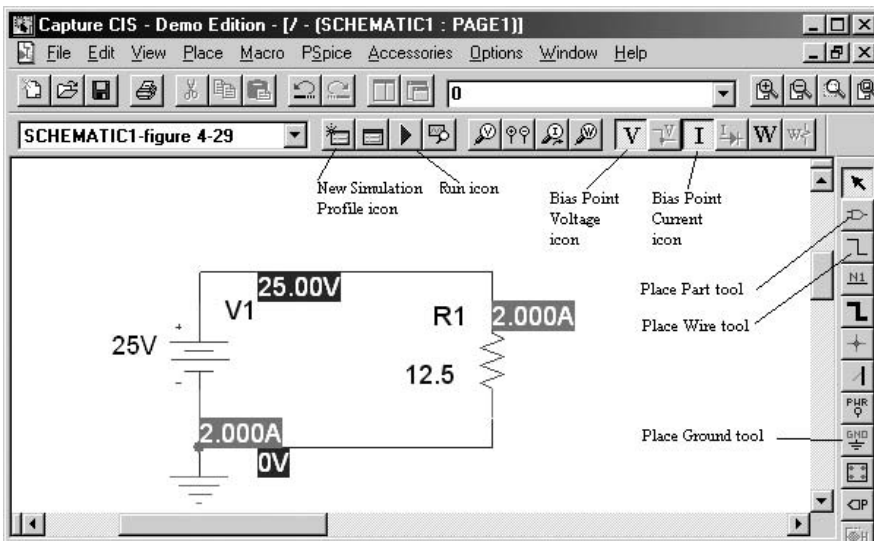 Capture CIS - Demo Edition - [/ - (SCHEMATIC1 : PAGE1)]
File Edit View Place Macro PSpice Accessories Options Window Help
0
SCHEMATIC1-figure 4-29
V V I W W
New Simulation
Profile icon
Run icon
Bias Point
Voltage
icon
Bias Point
Current
icon
Place Part tool
N1
Place Wire tool
25.00V
V1
R1
2.000A
25V
12.5
PWR
2.000A
0V
Place Ground tool
GND